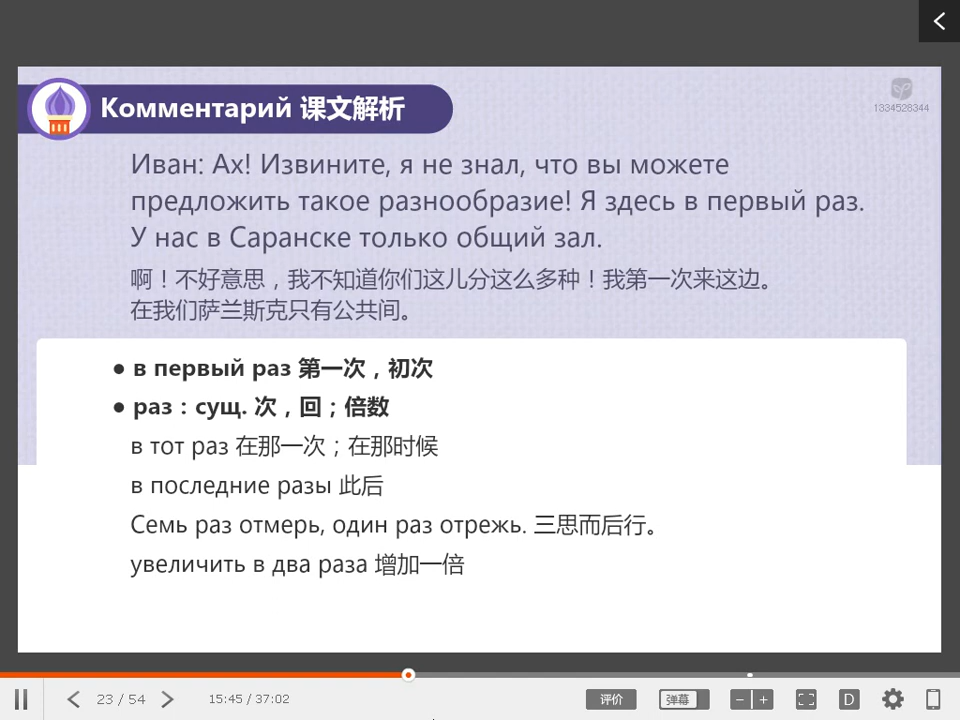 Комментарий 课文解析
1334528344
Иван: Ах! Извините, я не знал, что вы можете
предложить такое разнообразие! Я здесь в первый раз.
У нас в Саранске только общий зал.
啊！不好意思，我不知道你们这儿分这么多种！我第一次来这边。
在我们萨兰斯克只有公共间。
● в первый раз 第一次，初次
● раз：сущ. 次，回；倍数
в тот раз 在那一次；在那时候
в последние разы 此后
Семь раз отмерь, один раз отрежь. 三思而后行。
увеличить в два раза 增加一倍
23 / 54
15:45 / 37:02
评价
弹幕
D